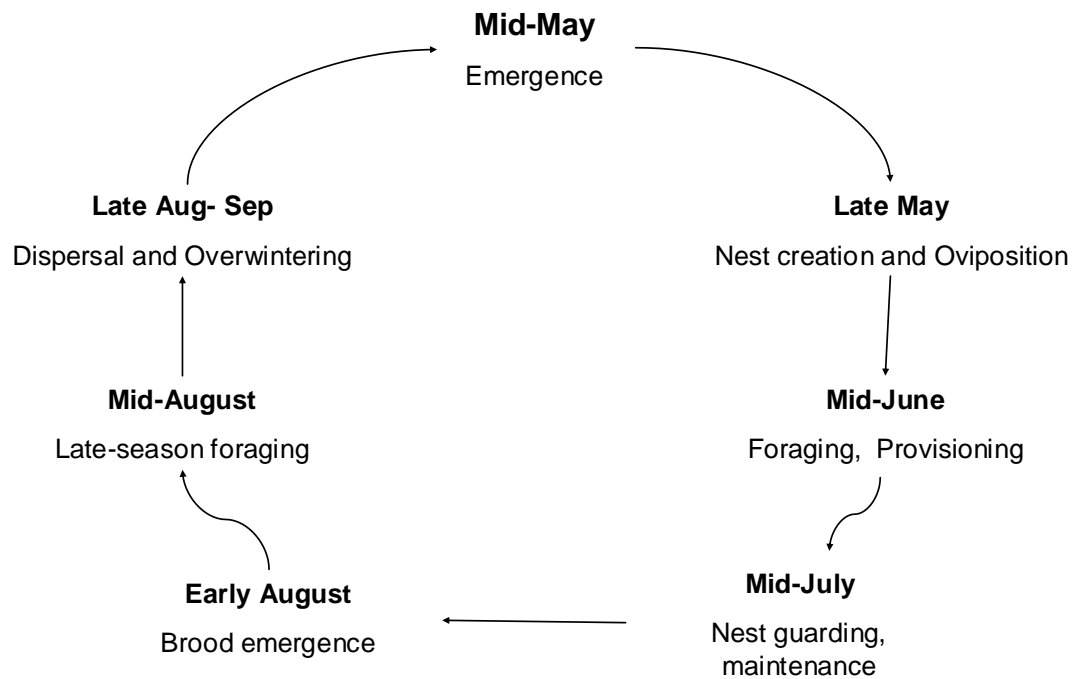 Mid-May
Emergence
Late May
Nest creation and Oviposition
Mid-June
Foraging,  Provisioning
Mid-July
Nest guarding,
maintenance
Early August
Brood emergence
Mid-August
Late-season foraging
Late Aug- Sep
Dispersal and Overwintering